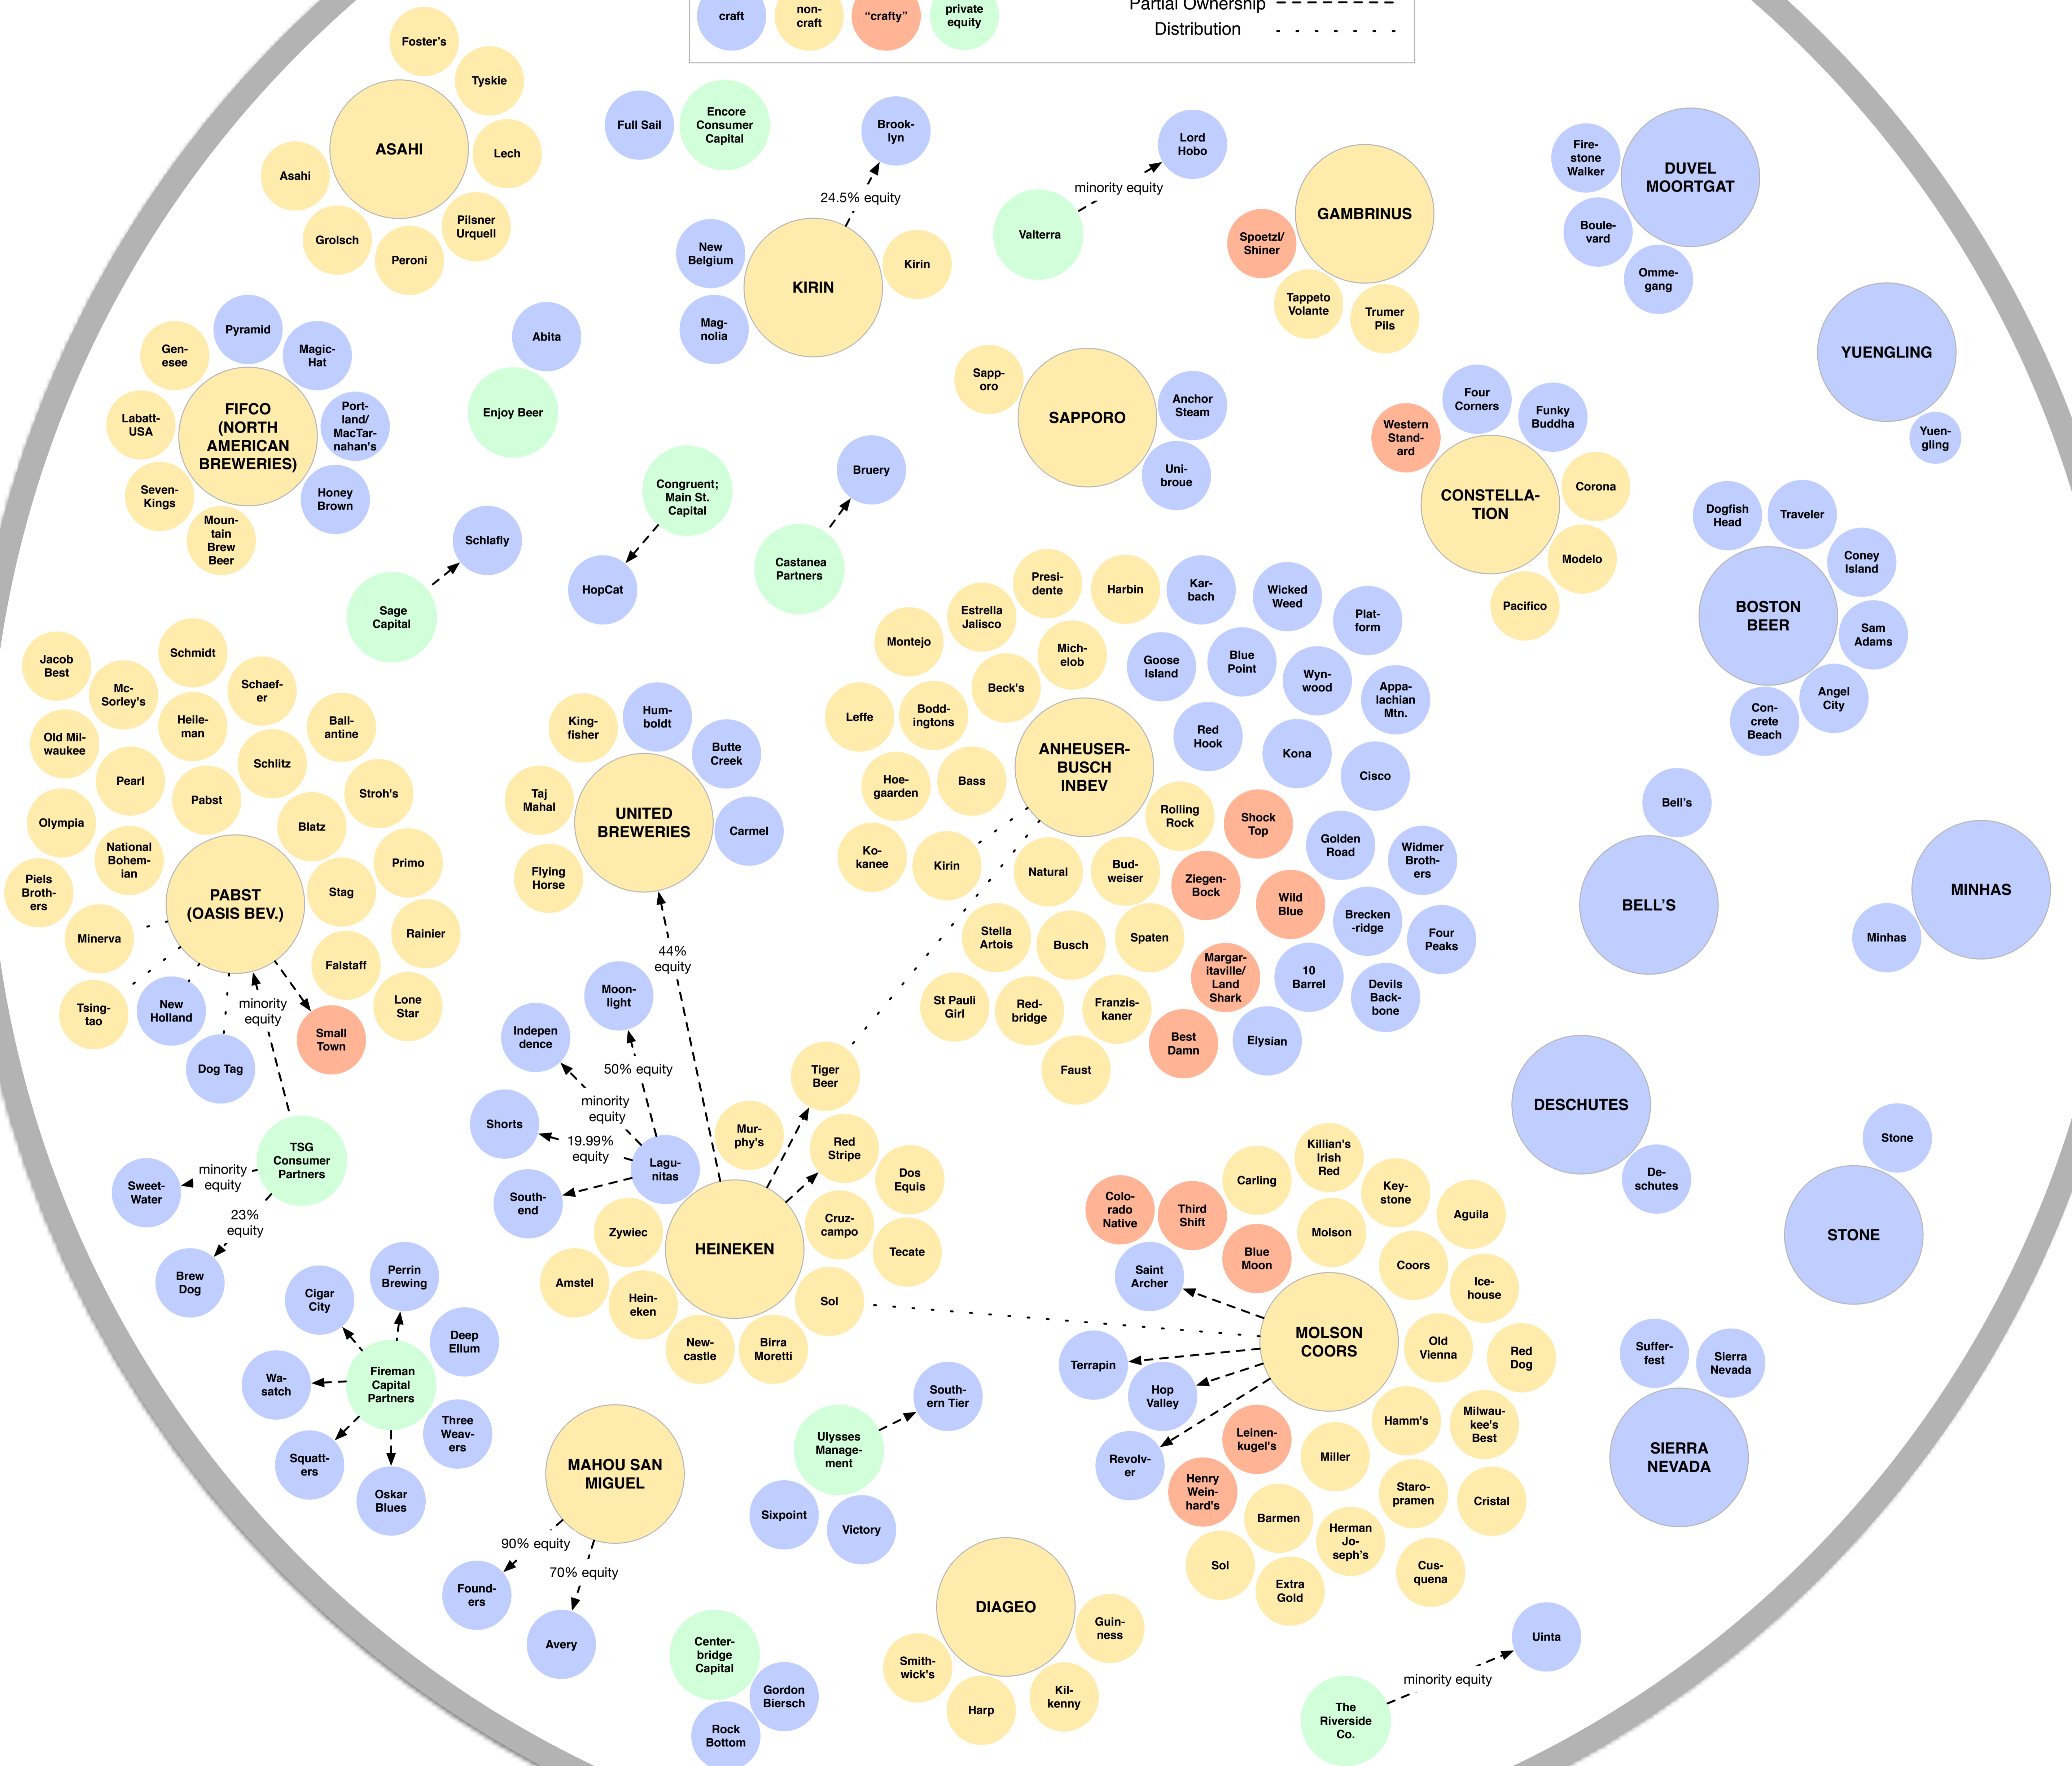 craft
non-
craft
“crafty”
private
equity
Partial Ownership
Distribution
Foster’s
Tyskie
ASAHI
Lech
Asahi
Pilsner
Urquell
Grolsch
Peroni
Full Sail
Encore
Consumer
Capital
Brook-
lyn
24.5% equity
New
Belgium
KIRIN
Kirin
Mag-
nolia
Lord
Hobo
minority equity
Valterra
GAMBRINUS
Spoetzl/
Shiner
Tappeto
Volante
Trumer
Pils
Fire-
stone
Walker
DUVEL
MOORTGAT
Boule-
vard
Omme-
gang
YUENGLING
Yuen-
gling
Pyramid
Gen-
esee
Magic-
Hat
Labatt-
USA
FIFCO
(NORTH
AMERICAN
BREWERIES)
Port-
land/
MacTar-
nahan's
Seven-
Kings
Honey
Brown
Moun-
tain
Brew
Beer
Abita
Enjoy Beer
Schlafly
Sage
Capital
Congruent;
Main St.
Capital
HopCat
Bruery
Castanea
Partners
Sapp-
oro
SAPPORO
Anchor
Steam
Uni-
broue
Four
Corners
Funky
Buddha
Western
Stand-
ard
CONSTELLA-
TION
Corona
Modelo
Pacifico
Dogfish
Head
Traveler
Coney
Island
BOSTON
BEER
Sam
Adams
Angel
City
Con-
crete
Beach
Jacob
Best
Mc-
Sorley's
Schmidt
Schaef-
er
Heile-
man
Ball-
antine
Old Mil-
waukee
Pearl
Schlitz
Pabst
Stroh's
Olympia
Blatz
National
Bohem-
ian
Primo
Piels
Broth-
ers
PABST
(OASIS BEV.)
Stag
Minerva
Rainier
Falstaff
Tsing-
tao
New
Holland
minority
equity
Lone
Star
Small
Town
Dog Tag
TSG
Consumer
Partners
minority
equity
Sweet-
Water
23%
equity
Brew
Dog
King-
fisher
Hum-
boldt
Butte
Creek
Taj
Mahal
UNITED
BREWERIES
Carmel
Flying
Horse
44%
equity
Presi-
dente
Harbin
Kar-
bach
Wicked
Weed
Plat-
form
Estrella
Jalisco
Montejo
Mich-
elob
Goose
Island
Blue
Point
Wyn-
wood
Appa-
lachian
Mtn.
Beck's
Leffe
Bodd-
ingtons
Red
Hook
Kona
Cisco
ANHEUSER-
BUSCH
INBEV
Hoe-
gaarden
Bass
Rolling
Rock
Shock
Top
Golden
Road
Widmer
Broth-
ers
Ko-
kanee
Kirin
Natural
Bud-
weiser
Ziegen-
Bock
Wild
Blue
Brecken
-ridge
Four
Peaks
Stella
Artois
Busch
Spaten
Margar-
itaville/
Land
Shark
10
Barrel
Devils
Back-
bone
St Pauli
Girl
Red-
bridge
Franzis-
kaner
Best
Damn
Elysian
Faust
Bell’s
BELL’S
MINHAS
Minhas
DESCHUTES
De-
schutes
Stone
STONE
Suffer-
fest
Sierra
Nevada
SIERRA
NEVADA
Moon-
light
Indepen
dence
50% equity
minority
equity
Shorts
19.99%
equity
Lagu-
nitas
South-
end
Tiger
Beer
Mur-
phy's
Red
Stripe
Dos
Equis
Zywiec
HEINEKEN
Cruz-
campo
Tecate
Amstel
Hein-
eken
Sol
New-
castle
Birra
Moretti
Killian's
Irish
Red
Carling
Key-
stone
Colo-
rado
Native
Third
Shift
Aguila
Molson
Blue
Moon
Coors
Saint
Archer
Ice-
house
MOLSON
COORS
Old
Vienna
Red
Dog
Terrapin
Hop
Valley
Hamm's
Milwau-
kee's
Best
Leinen-
kugel's
Miller
Revolv-
er
Henry
Wein-
hard's
Staro-
pramen
Cristal
Barmen
Herman
Jo-
seph’s
Sol
Extra
Gold
Cus-
quena
Cigar
City
Perrin
Brewing
Deep
Ellum
Wa-
satch
Fireman
Capital
Partners
Three
Weav-
ers
Squatt-
ers
Oskar
Blues
MAHOU SAN
MIGUEL
90% equity
70% equity
Found-
ers
Avery
South-
ern Tier
Ulysses
Manage-
ment
Sixpoint
Victory
Center-
bridge
Capital
Gordon
Biersch
Rock
Bottom
DIAGEO
Guin-
ness
Smith-
wick's
Harp
Kil-
kenny
Uinta
minority equity
The
Riverside
Co.